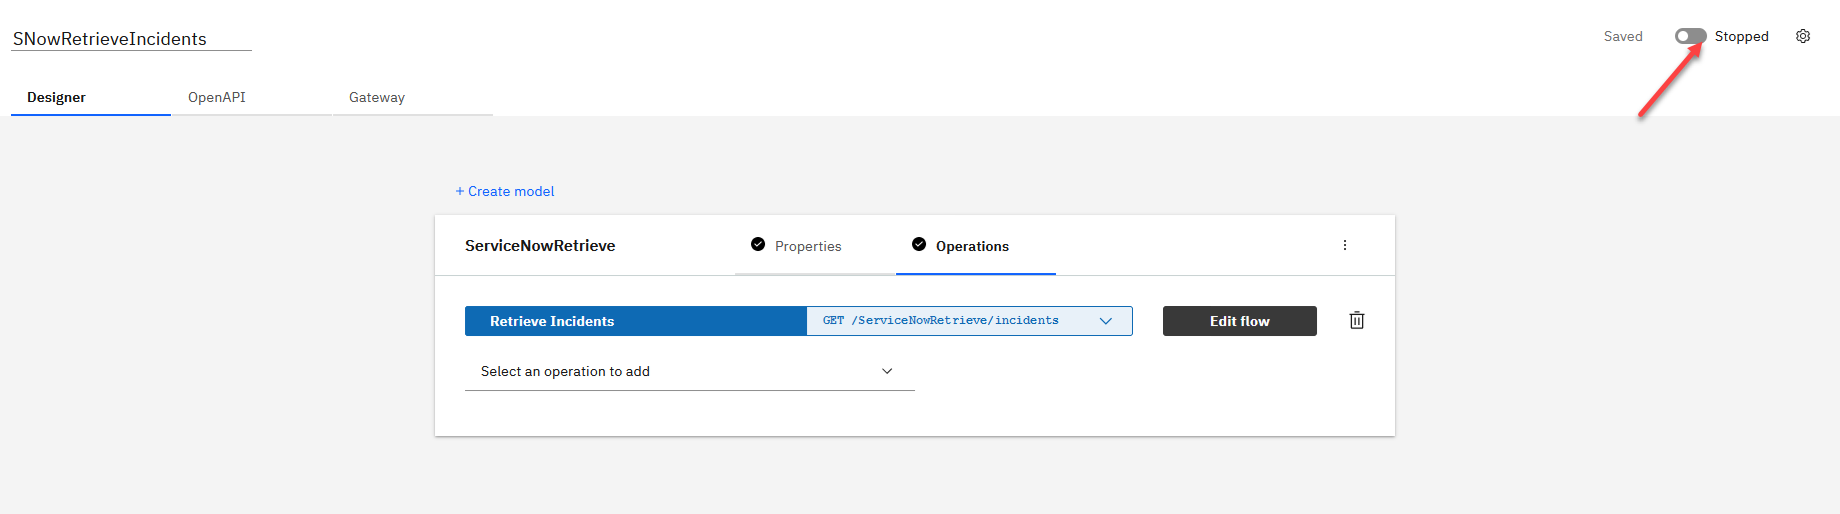 SNowRetrieveIncidents
Saved
Stopped
Designer
OpenAPI
Gateway
+ Create model
ServiceNowRetrieve
Properties
Operations
Retrieve Incidents
GET /ServiceNowRetrieve/incidents
Edit flow
Select an operation to add